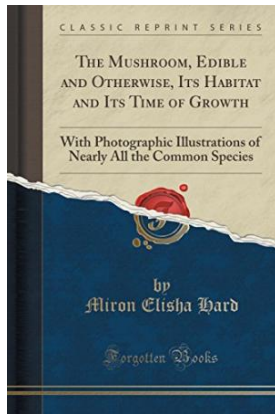 CLASSIC REPRINT SERIES
THE MUSHROOM, EDIBLE
AND OTHERWISE, ITS HABITAT
AND ITS TIME OF GROWTH
With Photographic Illustrations of
Nearly All the Common Species
by
Miron Elisha Hard
Forgotten Books